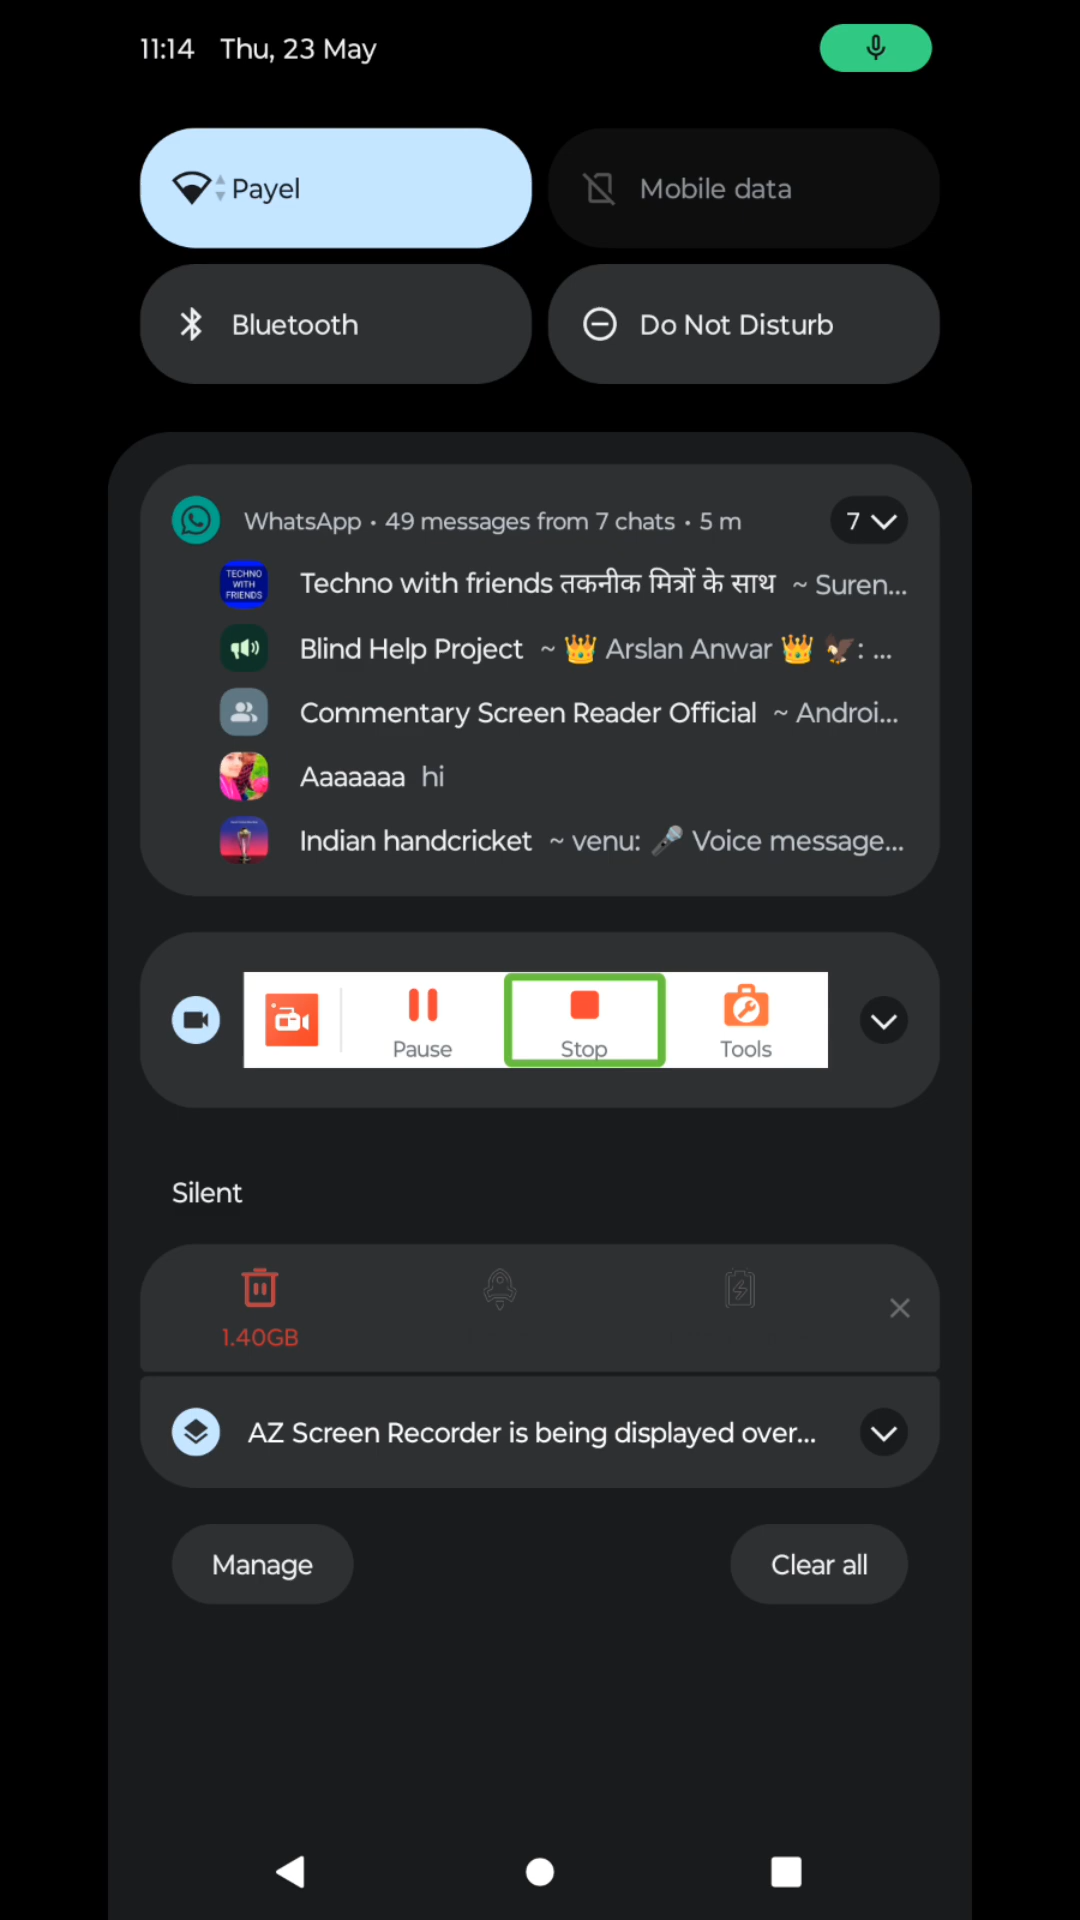 11:14 Thu, 23 May
Payel
Mobile data
Bluetooth
Do Not Disturb
WhatsApp • 49 messages from 7 chats • 5 m
7
TECHNO
WITH
FRIENDS
Techno with friends तकनीक मित्रों के साथ ~ Suren...
Blind Help Project ~ 👑 Arslan Anwar 👑 🦅: ...
Commentary Screen Reader Official ~ Androi...
Aaaaaaa hi
Indian handcricket ~ venu: 🎤 Voice message...
Pause
Stop
Tools
Silent
1.40GB
AZ Screen Recorder is being displayed over...
Manage
Clear all